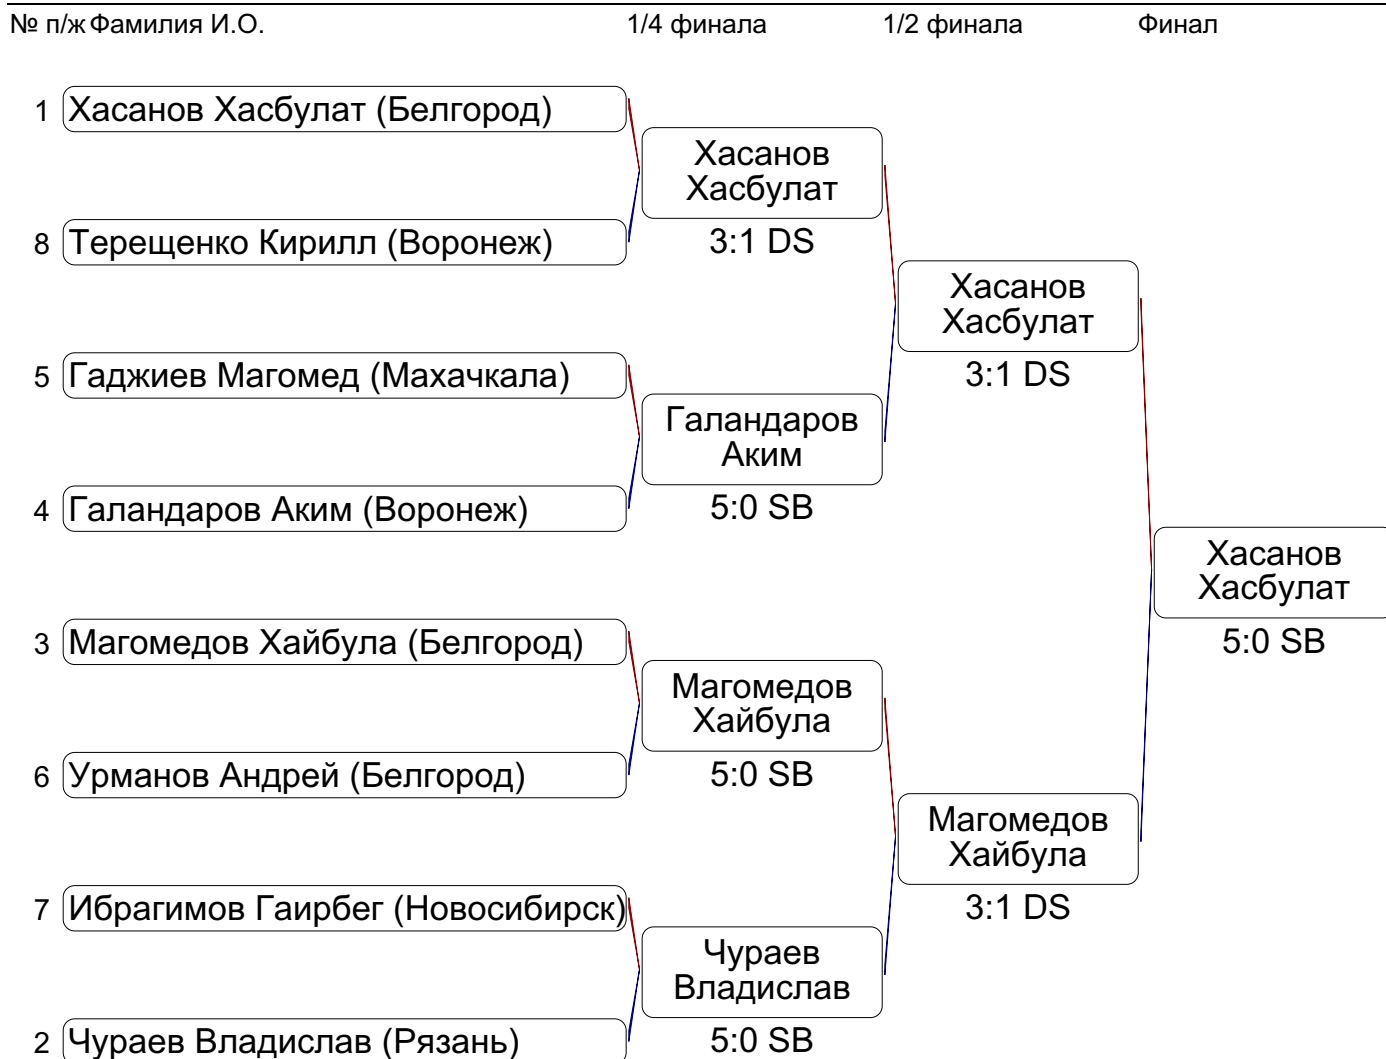 № п/ж Фамилия И.О. 1/4 финала 1/2 финала Финал
1 Хасанов Хасбулат (Белгород)
Хасанов
Хасбулат
3:1 DS
8 Терещенко Кирилл (Воронеж)
Хасанов
Хасбулат
3:1 DS
5 Гаджиев Магомед (Махачкала)
Галандаров
Аким
5:0 SB
4 Галандаров Аким (Воронеж)
Хасанов
Хасбулат
5:0 SB
3 Магомедов Хайбула (Белгород)
Магомедов
Хайбула
5:0 SB
6 Урманов Андрей (Белгород)
Магомедов
Хайбула
3:1 DS
7 Ибрагимов Гаирбег (Новосибирск)
Чураев
Владислав
5:0 SB
2 Чураев Владислав (Рязань)